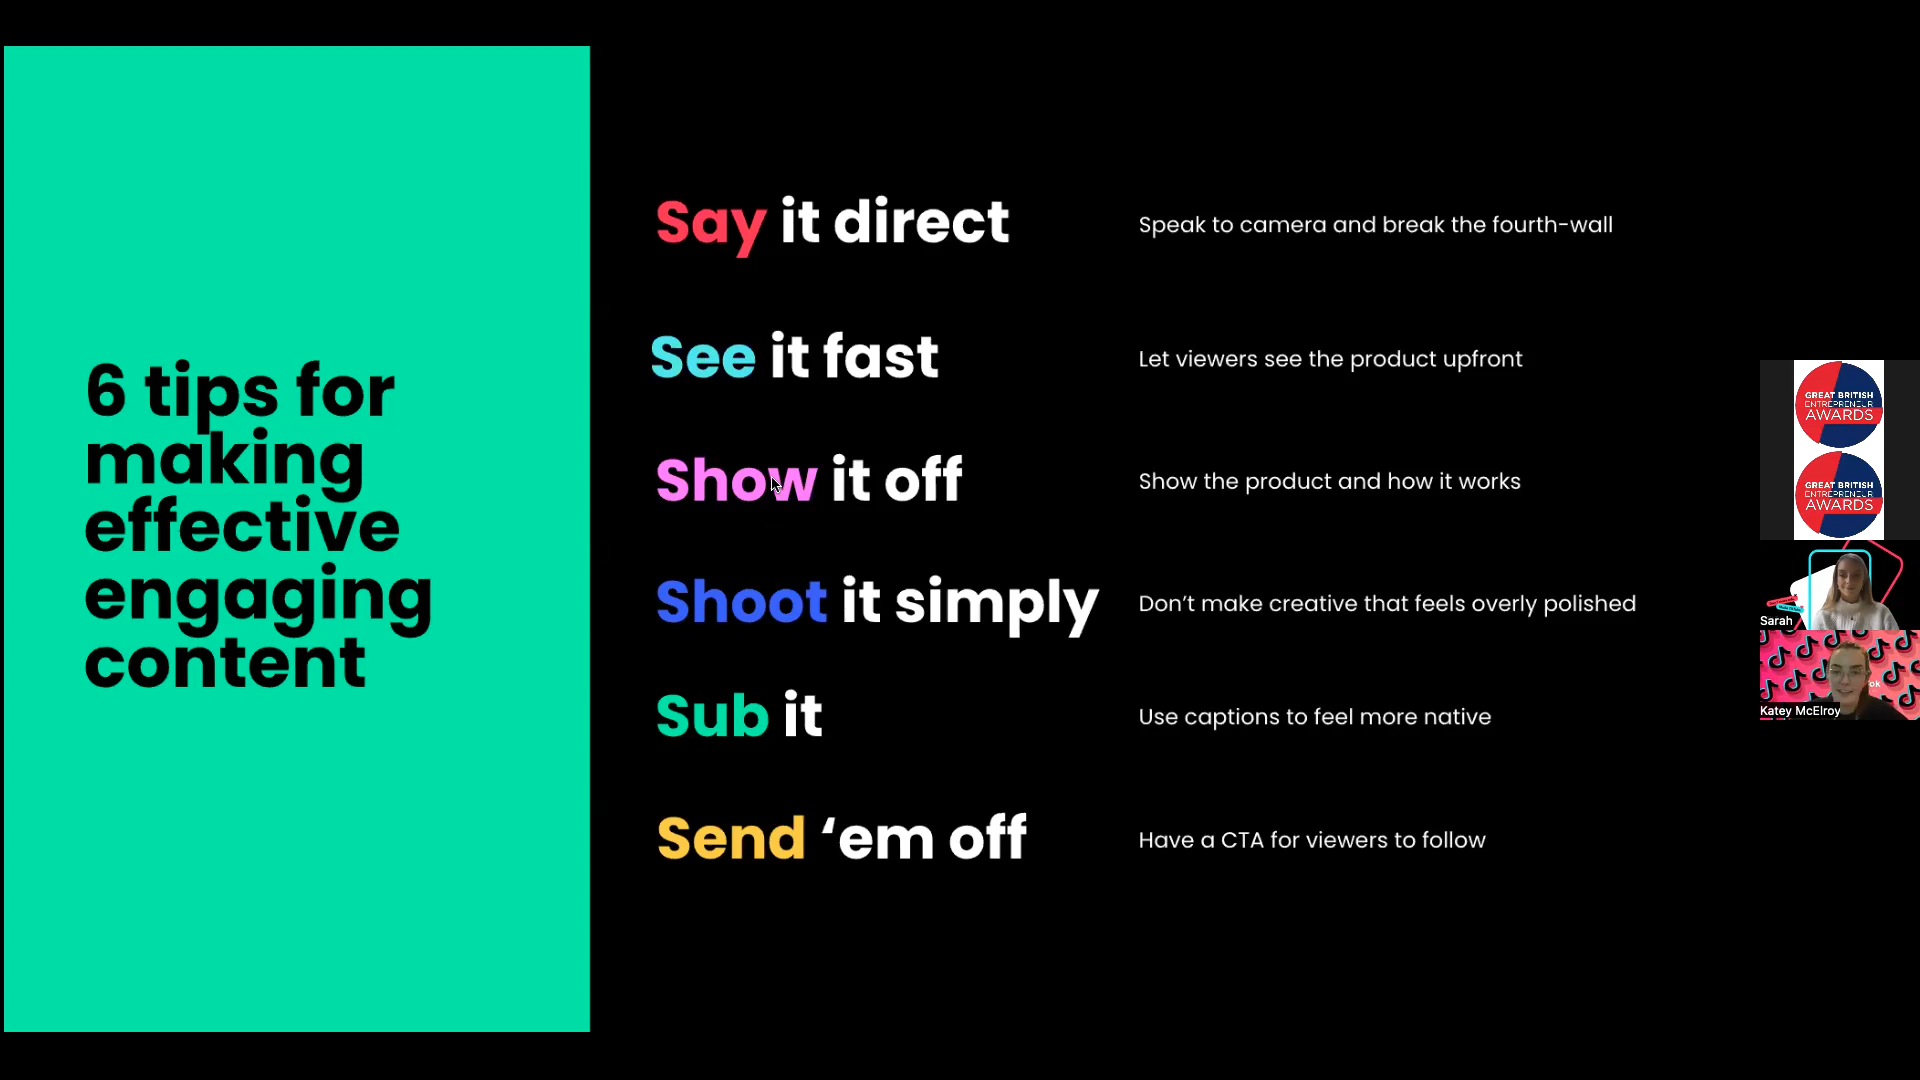 6 tips for
making
effective
engaging
content
Say it direct
Speak to camera and break the fourth-wall
See it fast
Let viewers see the product upfront
Show it off
Show the product and how it works
Shoot it simply
Don’t make creative that feels overly polished
Sub it
Use captions to feel more native
Send ‘em off
Have a CTA for viewers to follow
GREAT BRITISH
ENTREPRENEUR
AWARDS
GREAT BRITISH
ENTREPRENEUR
AWARDS
Sarah
Katey McElroy